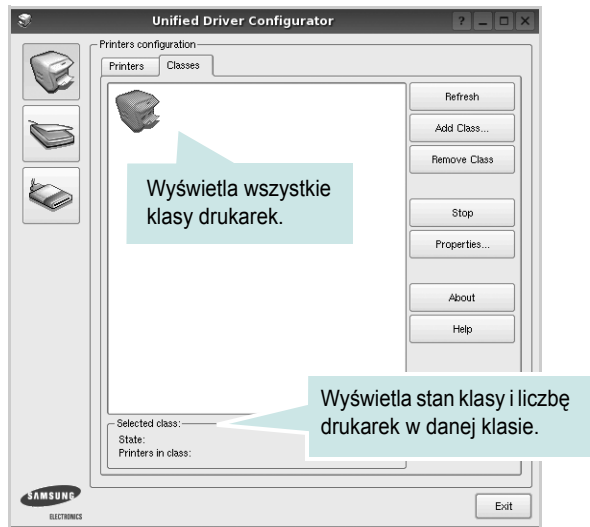 Unified Driver Configurator
Printers configuration
Printers
Classes
Refresh
Add Class...
Remove Class
Wyświetla wszystkie
klasy drukarek.
Stop
Properties...
About
Help
Wyświetla stan klasy i liczbę
drukarek w danej klasie.
Selected class:
State:
Printers in class:
SAMSUNG
ELECTRONICS
Exit